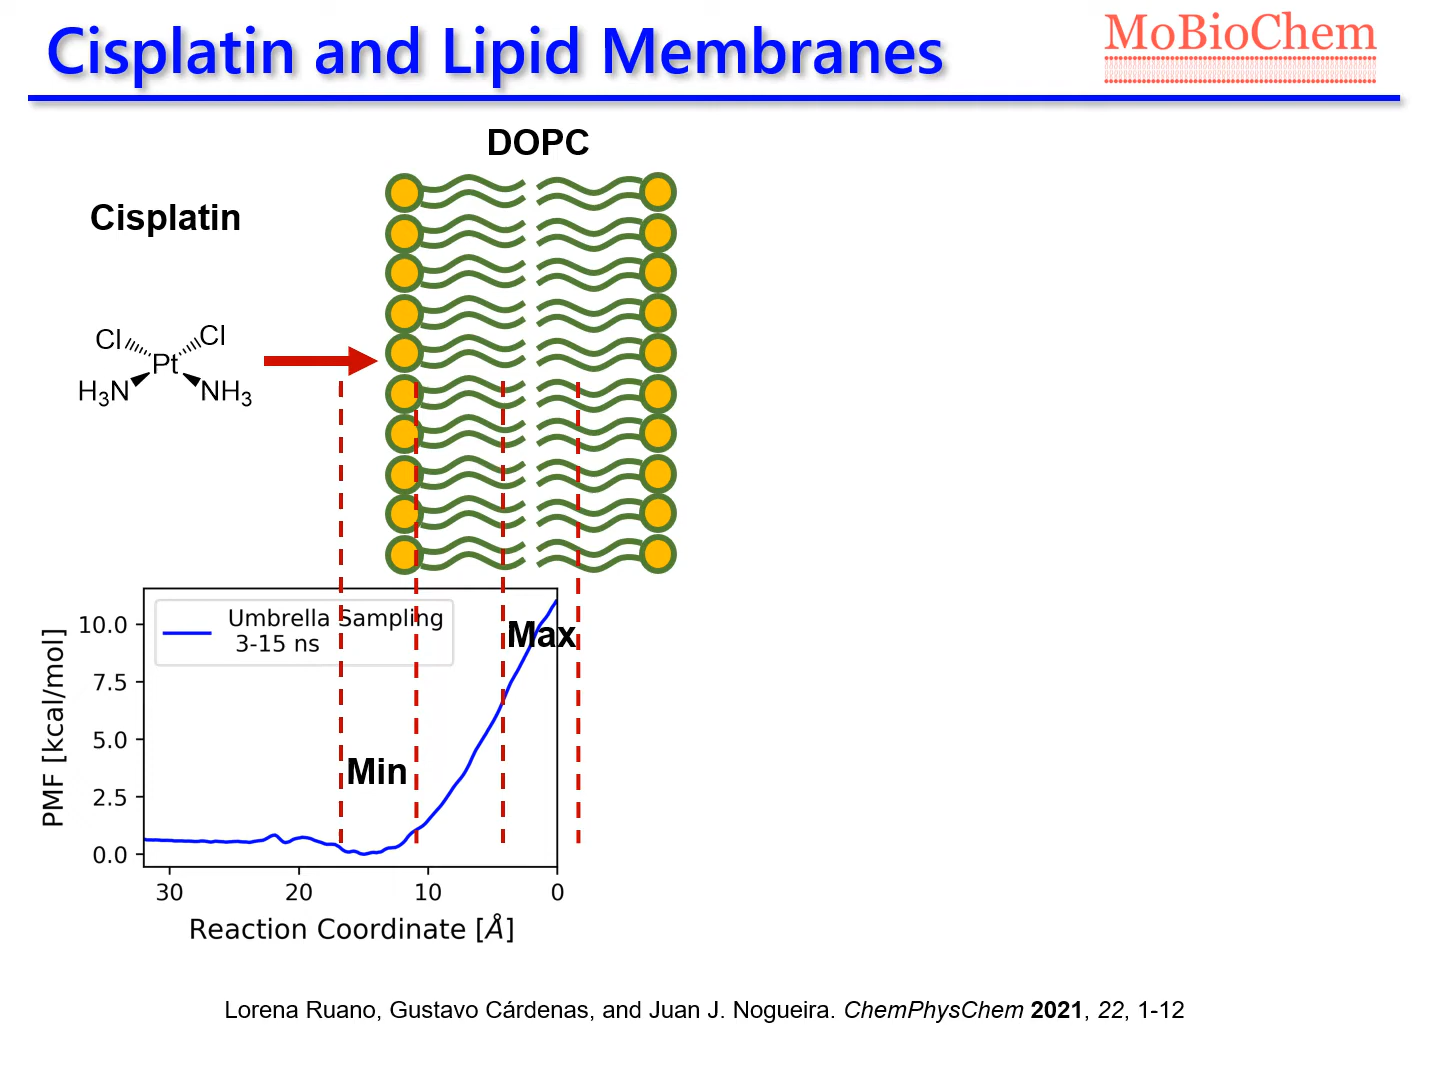 Cisplatin and Lipid Membranes
MoBioChem
DOPC
Cisplatin
Cl
Cl
Pt
H₃N
NH₃
Umbrella Sampling
3-15 ns
Max
Min
PMF [kcal/mol]
10.0
7.5
5.0
2.5
0.0
30 20 10 0
Reaction Coordinate [Å]
Lorena Ruano, Gustavo Cárdenas, and Juan J. Nogueira. ChemPhysChem 2021, 22, 1-12